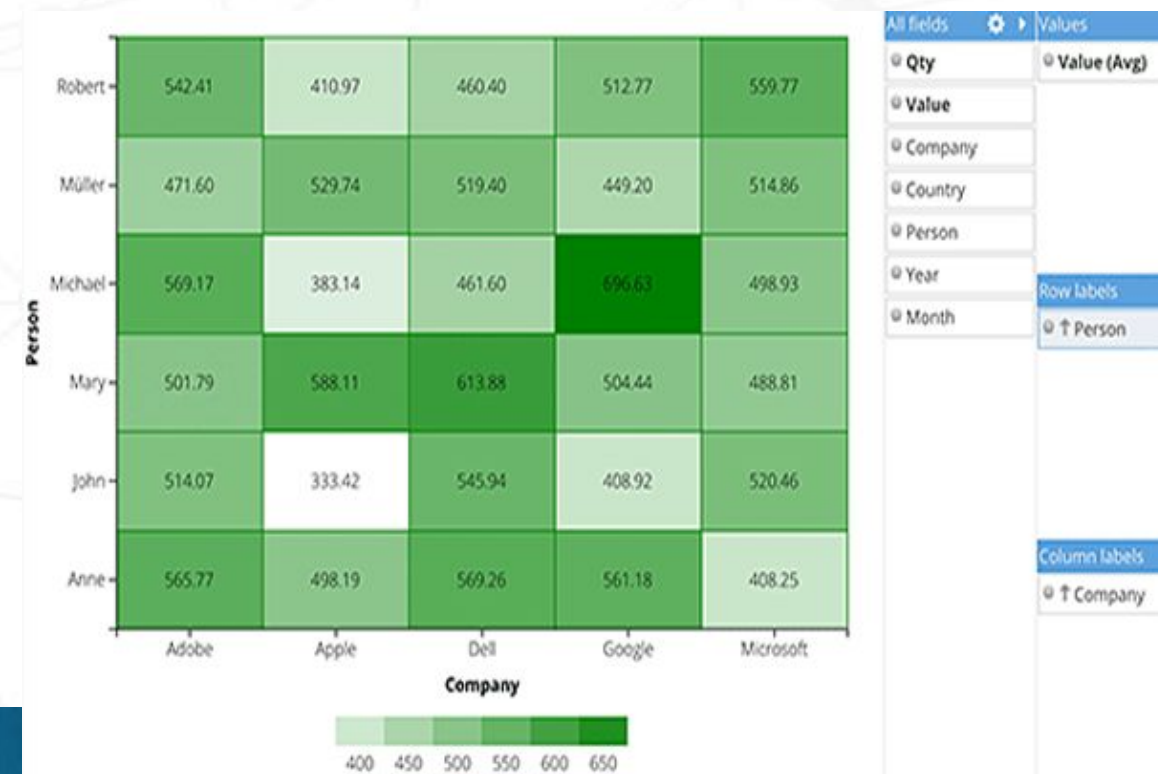 All fields Values
Qty Value (Avg)
Value
Company
Country
Person
Year
Month
Row labels
↑ Person
Column labels
↑ Company
Person
Robert 542.41 410.97 460.40 512.77 559.77
Müller 471.60 529.74 519.40 449.20 514.86
Michael 569.17 383.14 461.60 696.63 498.93
Mary 501.79 588.11 613.88 504.44 488.81
John 514.07 333.42 545.94 408.92 520.46
Anne 565.77 498.19 569.26 561.18 408.25
Adobe Apple Dell Google Microsoft
Company
400 450 500 550 600 650